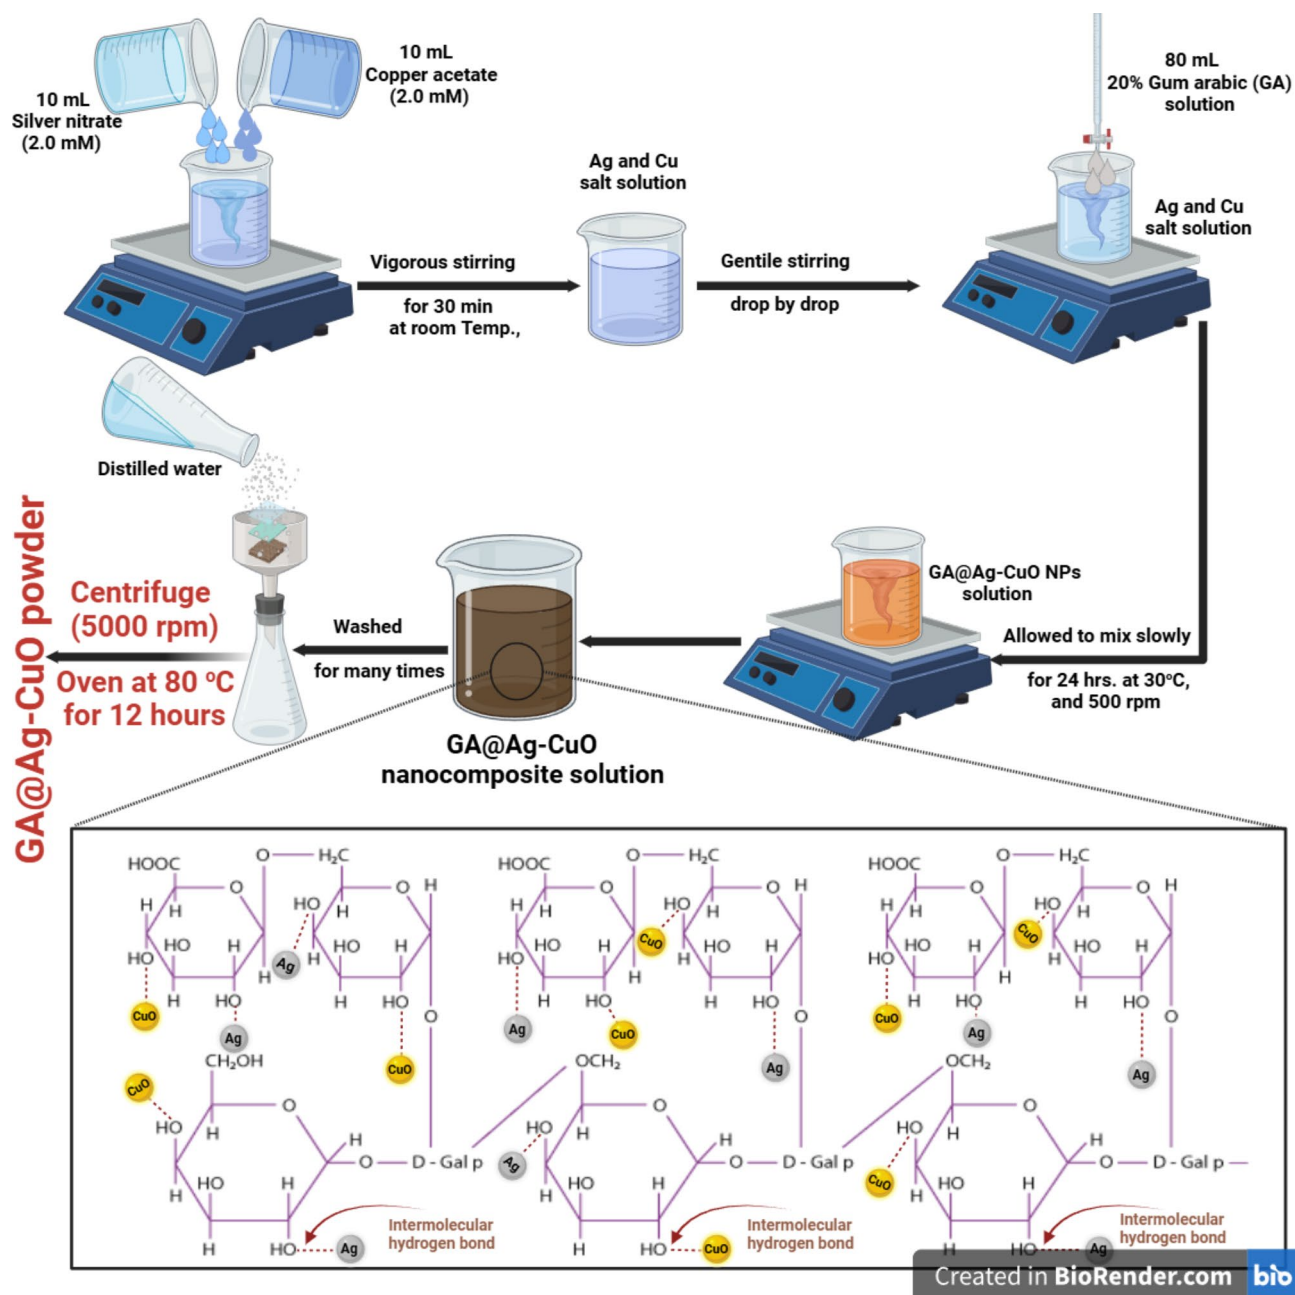 10 mL
Silver nitrate
(2.0 mM)
10 mL
Copper acetate
(2.0 mM)
Vigorous stirring
for 30 min
at room Temp.,
Ag and Cu
salt solution
Gentile stirring
drop by drop
80 mL
20% Gum arabic (GA)
solution
Ag and Cu
salt solution
Allowed to mix slowly
for 24 hrs. at 30°C,
and 500 rpm
GA@Ag-CuO NPs
solution
GA@Ag-CuO
nanocomposite solution
Washed
for many times
Distilled water
Centrifuge
(5000 rpm)
Oven at 80 ºC
for 12 hours
GA@Ag-CuO powder
HOOC O H₂C HOOC O H₂C HOOC O H₂C
O O H O O H O O H
H H HO H H H HO H H H HO H
HO HO H HO H HO HO H HO H HO HO H HO H
H Ag H CuO H CuO
H HO H HO H HO H HO H HO H HO
CuO Ag CuO O Ag CuO Ag O CuO Ag Ag O
CH₂OH OCH₂ OCH₂
CuO O O O
HO H H HO H H HO H H
O D - Gal p Ag O D - Gal p CuO O D - Gal p
H HO H H HO H H HO H
Intermolecular
hydrogen bond
Intermolecular
hydrogen bond
Intermolecular
hydrogen bond
H HO Ag H HO CuO H HO Ag
Created in BioRender.com bio